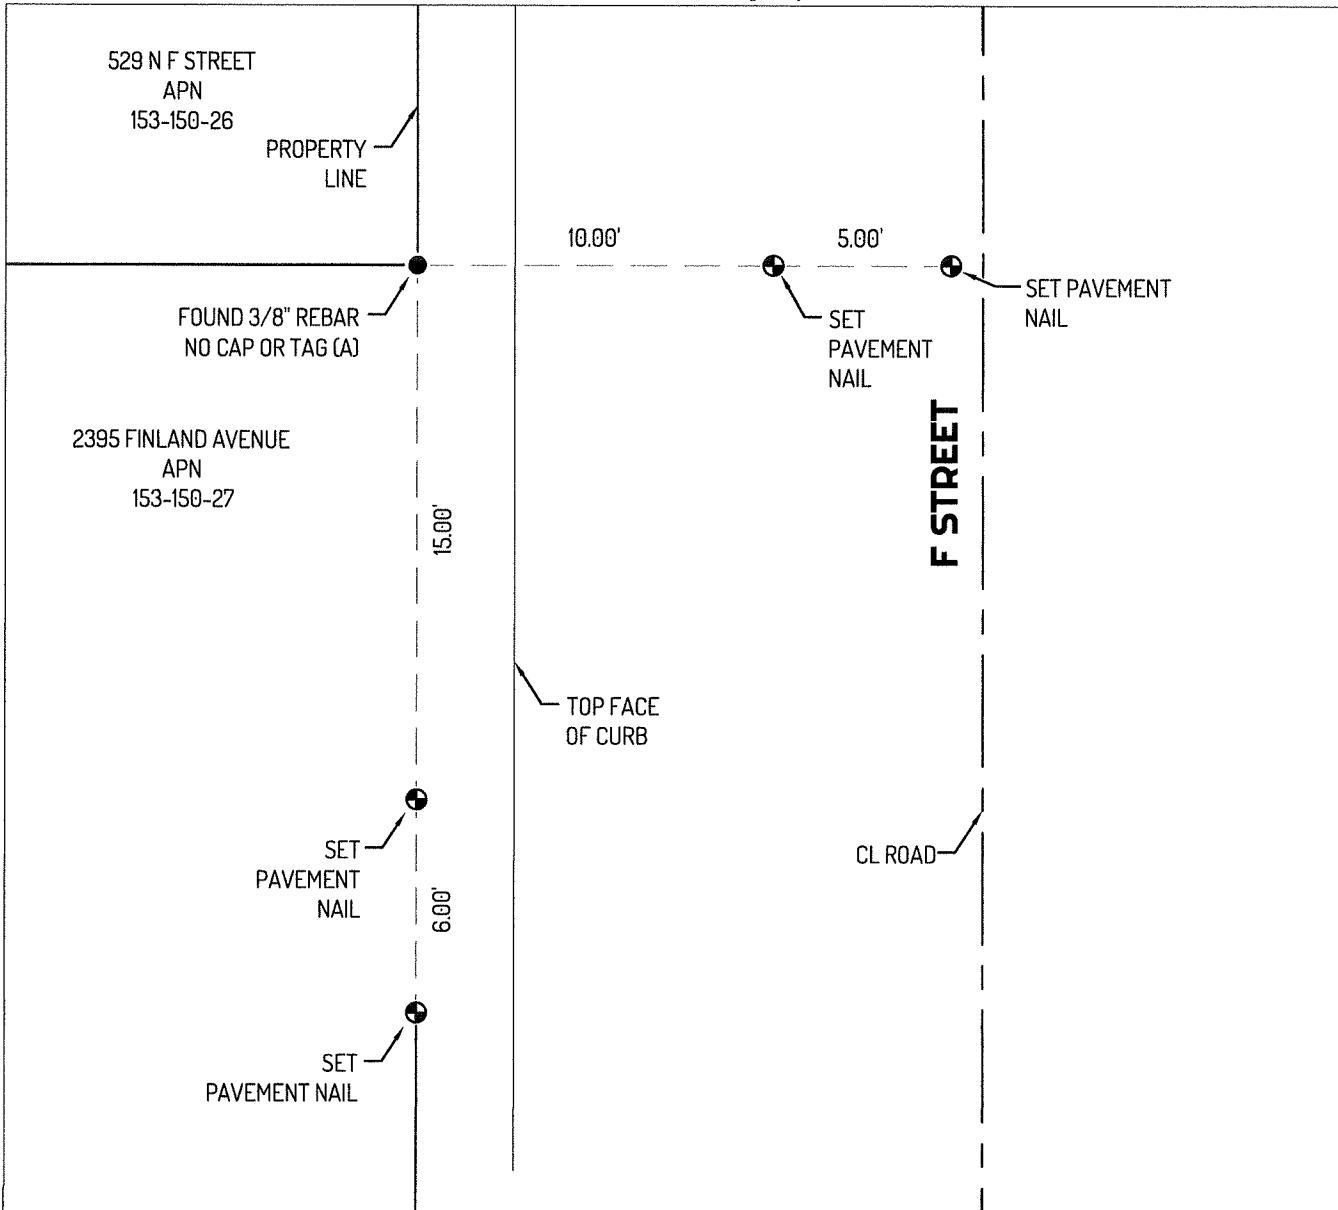 529 N F STREET
APN
153-150-26
PROPERTY
LINE
10.00'
5.00'
FOUND 3/8" REBAR
NO CAP OR TAG (A)
SET
PAVEMENT
NAIL
SET PAVEMENT
NAIL
2395 FINLAND AVENUE
APN
153-150-27
15.00'
F STREET
TOP FACE
OF CURB
SET
PAVEMENT
NAIL
6.00'
CL ROAD
SET
PAVEMENT NAIL